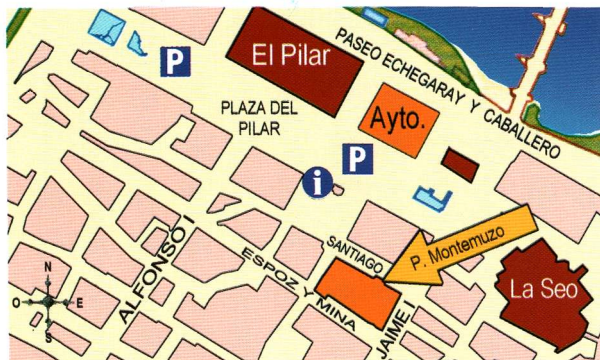 P
El Pilar
PASEO ECHEGARAY Y CABALLERO
PLAZA DEL
PILAR
Ayto.
P
i
SANTIAGO
P. Montemuzo
ESPOZ Y MINA
ALFONSO I
JAIME I
La Seo
N
O
E
S